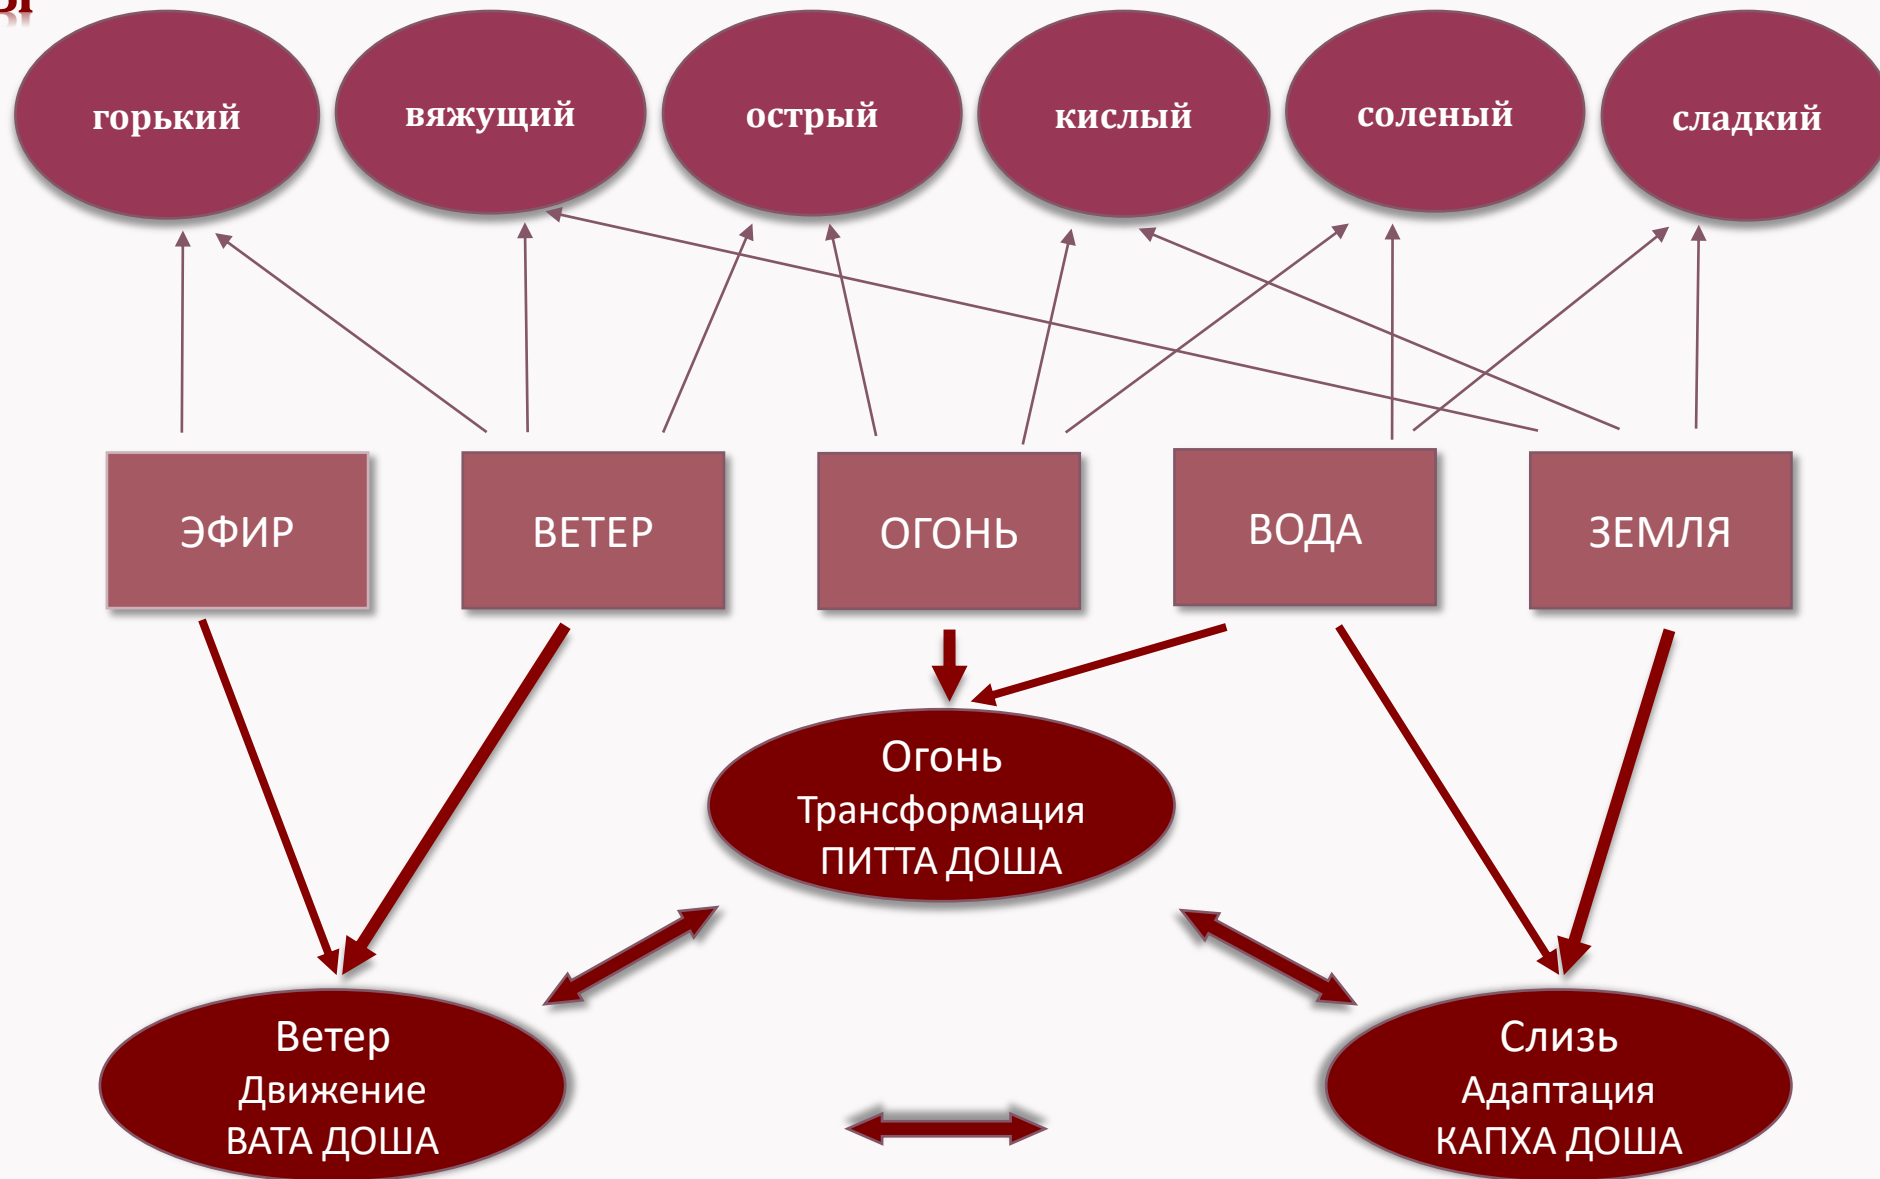 горький
вяжущий
острый
кислый
соленый
сладкий
ЭФИР
ВЕТЕР
ОГОНЬ
ВОДА
ЗЕМЛЯ
Огонь
Трансформация
ПИТТА ДОША
Ветер
Движение
ВАТА ДОША
Слизь
Адаптация
КАПХА ДОША